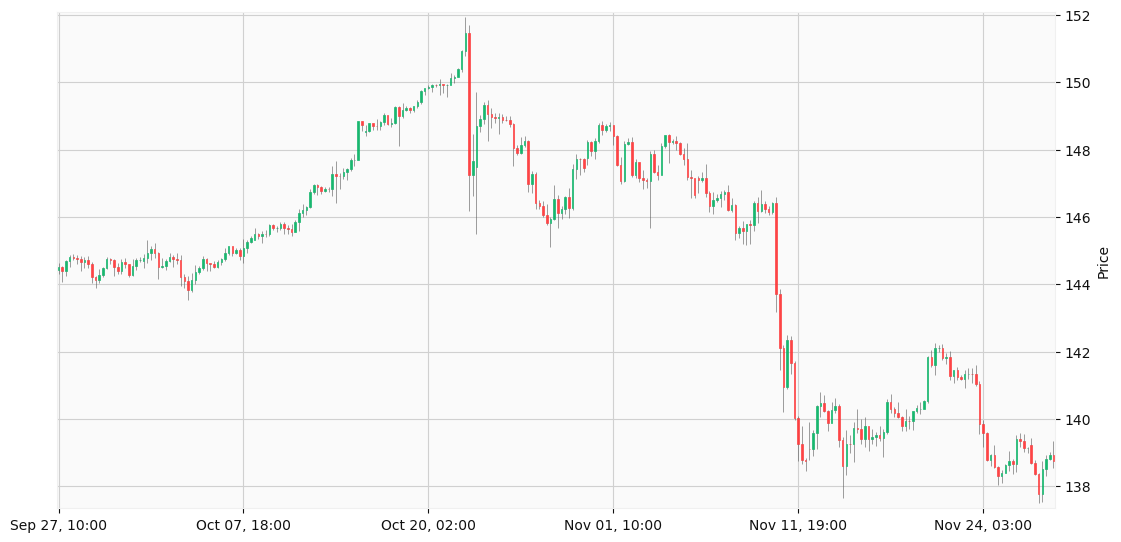 152
150
148
146
144
142
140
138
Price
Sep 27, 10:00
Oct 07, 18:00
Oct 20, 02:00
Nov 01, 10:00
Nov 11, 19:00
Nov 24, 03:00